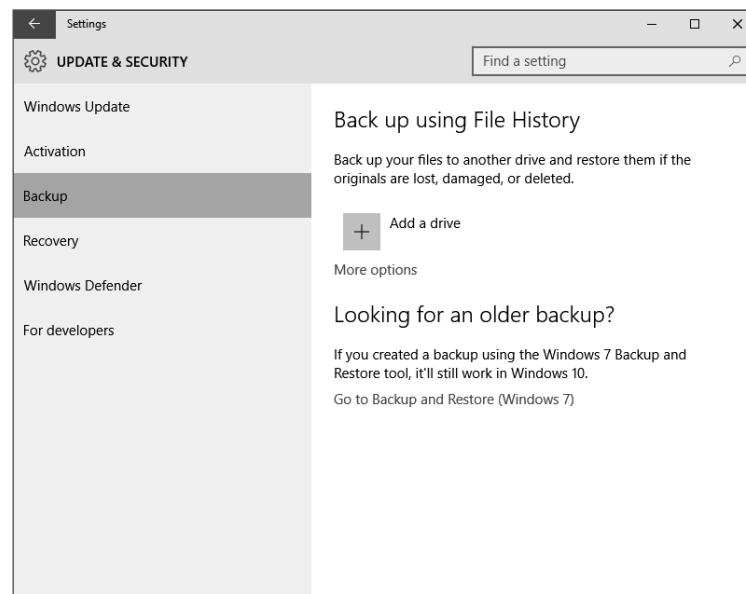 Settings
UPDATE & SECURITY
Find a setting
Windows Update
Activation
Backup
Recovery
Windows Defender
For developers
Back up using File History
Back up your files to another drive and restore them if the
originals are lost, damaged, or deleted.
Add a drive
More options
Looking for an older backup?
If you created a backup using the Windows 7 Backup and
Restore tool, it'll still work in Windows 10.
Go to Backup and Restore (Windows 7)